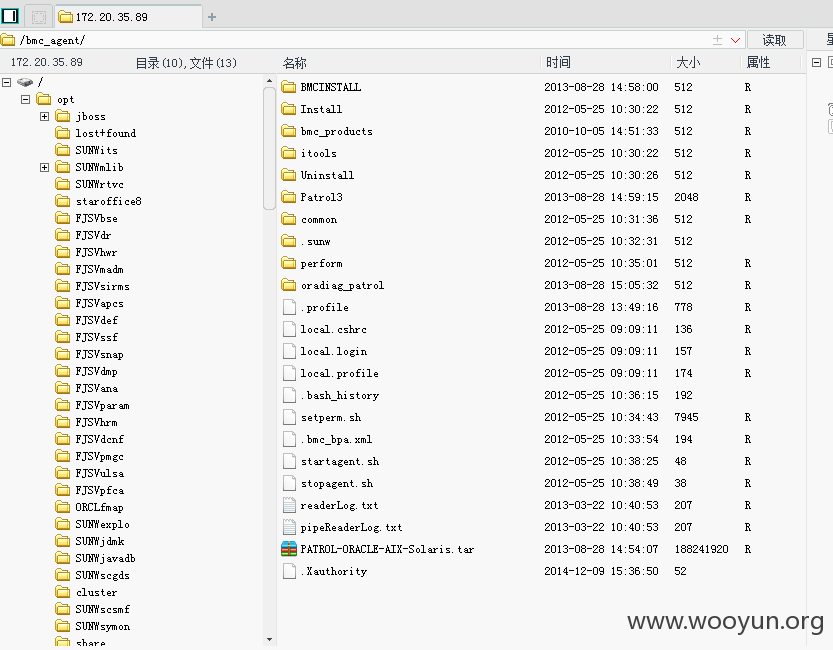 172.20.35.89
/bmc_agent/
读取
172.20.35.89 目录(10),文件(13) 名称 时间 大小 属性
/
opt
jboss
lost+found
SUNWits
SUNWmlib
SUNWrtvc
staroffice8
FJSVbse
FJSVdr
FJSVhwr
FJSVmadm
FJSVsirms
FJSVapcs
FJSVdef
FJSVssf
FJSVsnap
FJSVdmp
FJSVana
FJSVparam
FJSVhrm
FJSVdcnf
FJSVpmgc
FJSVulsa
FJSVpfca
ORCLfmap
SUNWexplo
SUNWjdmk
SUNWjavadb
SUNWscgds
cluster
SUNWscsmf
SUNWsymon
share
BMCINSTALL 2013-08-28 14:58:00 512 R
Install 2012-05-25 10:30:22 512 R
bmc_products 2010-10-05 14:51:33 512 R
itools 2012-05-25 10:30:22 512 R
Uninstall 2012-05-25 10:30:26 512 R
Patrol3 2013-08-28 14:59:15 2048 R
common 2012-05-25 10:31:36 512 R
.sunw 2012-05-25 10:32:31 512
perform 2012-05-25 10:35:01 512 R
oradiag_patrol 2013-08-28 15:05:32 512 R
.profile 2013-08-28 13:49:16 778 R
local.cshrc 2012-05-25 09:09:11 136 R
local.login 2012-05-25 09:09:11 157 R
local.profile 2012-05-25 09:09:11 174 R
.bash_history 2012-05-25 10:36:15 192
setperm.sh 2012-05-25 10:34:43 7945 R
.bmc_bpa.xml 2012-05-25 10:33:54 194 R
startagent.sh 2012-05-25 10:38:25 48 R
stopagent.sh 2012-05-25 10:38:49 38 R
readerLog.txt 2013-03-22 10:40:53 207 R
pipeReaderLog.txt 2013-03-22 10:40:53 207 R
PATROL-ORACLE-AIX-Solaris.tar 2013-08-28 14:54:07 188241920 R
.Xauthority 2014-12-09 15:36:50 52
www.wooyun.org